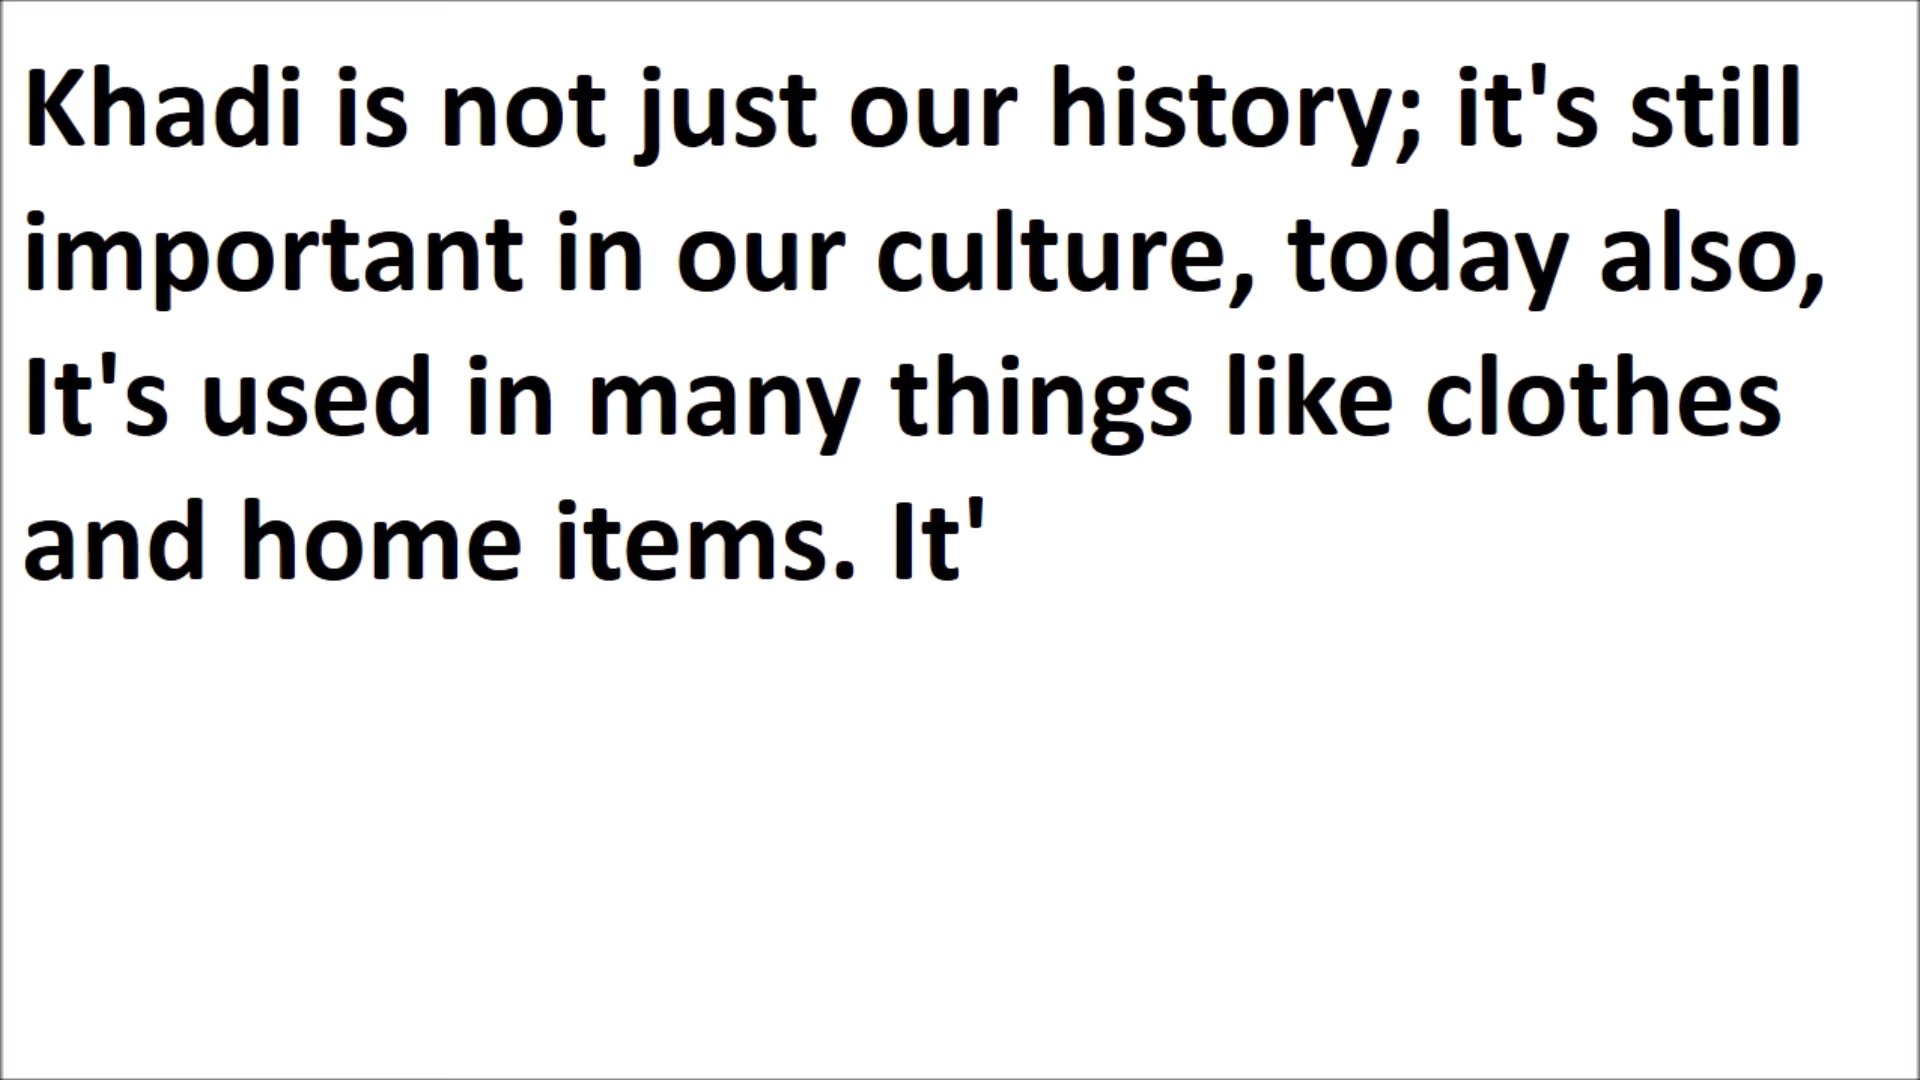 Khadi is not just our history; it's still
important in our culture, today also,
It's used in many things like clothes
and home items. It'